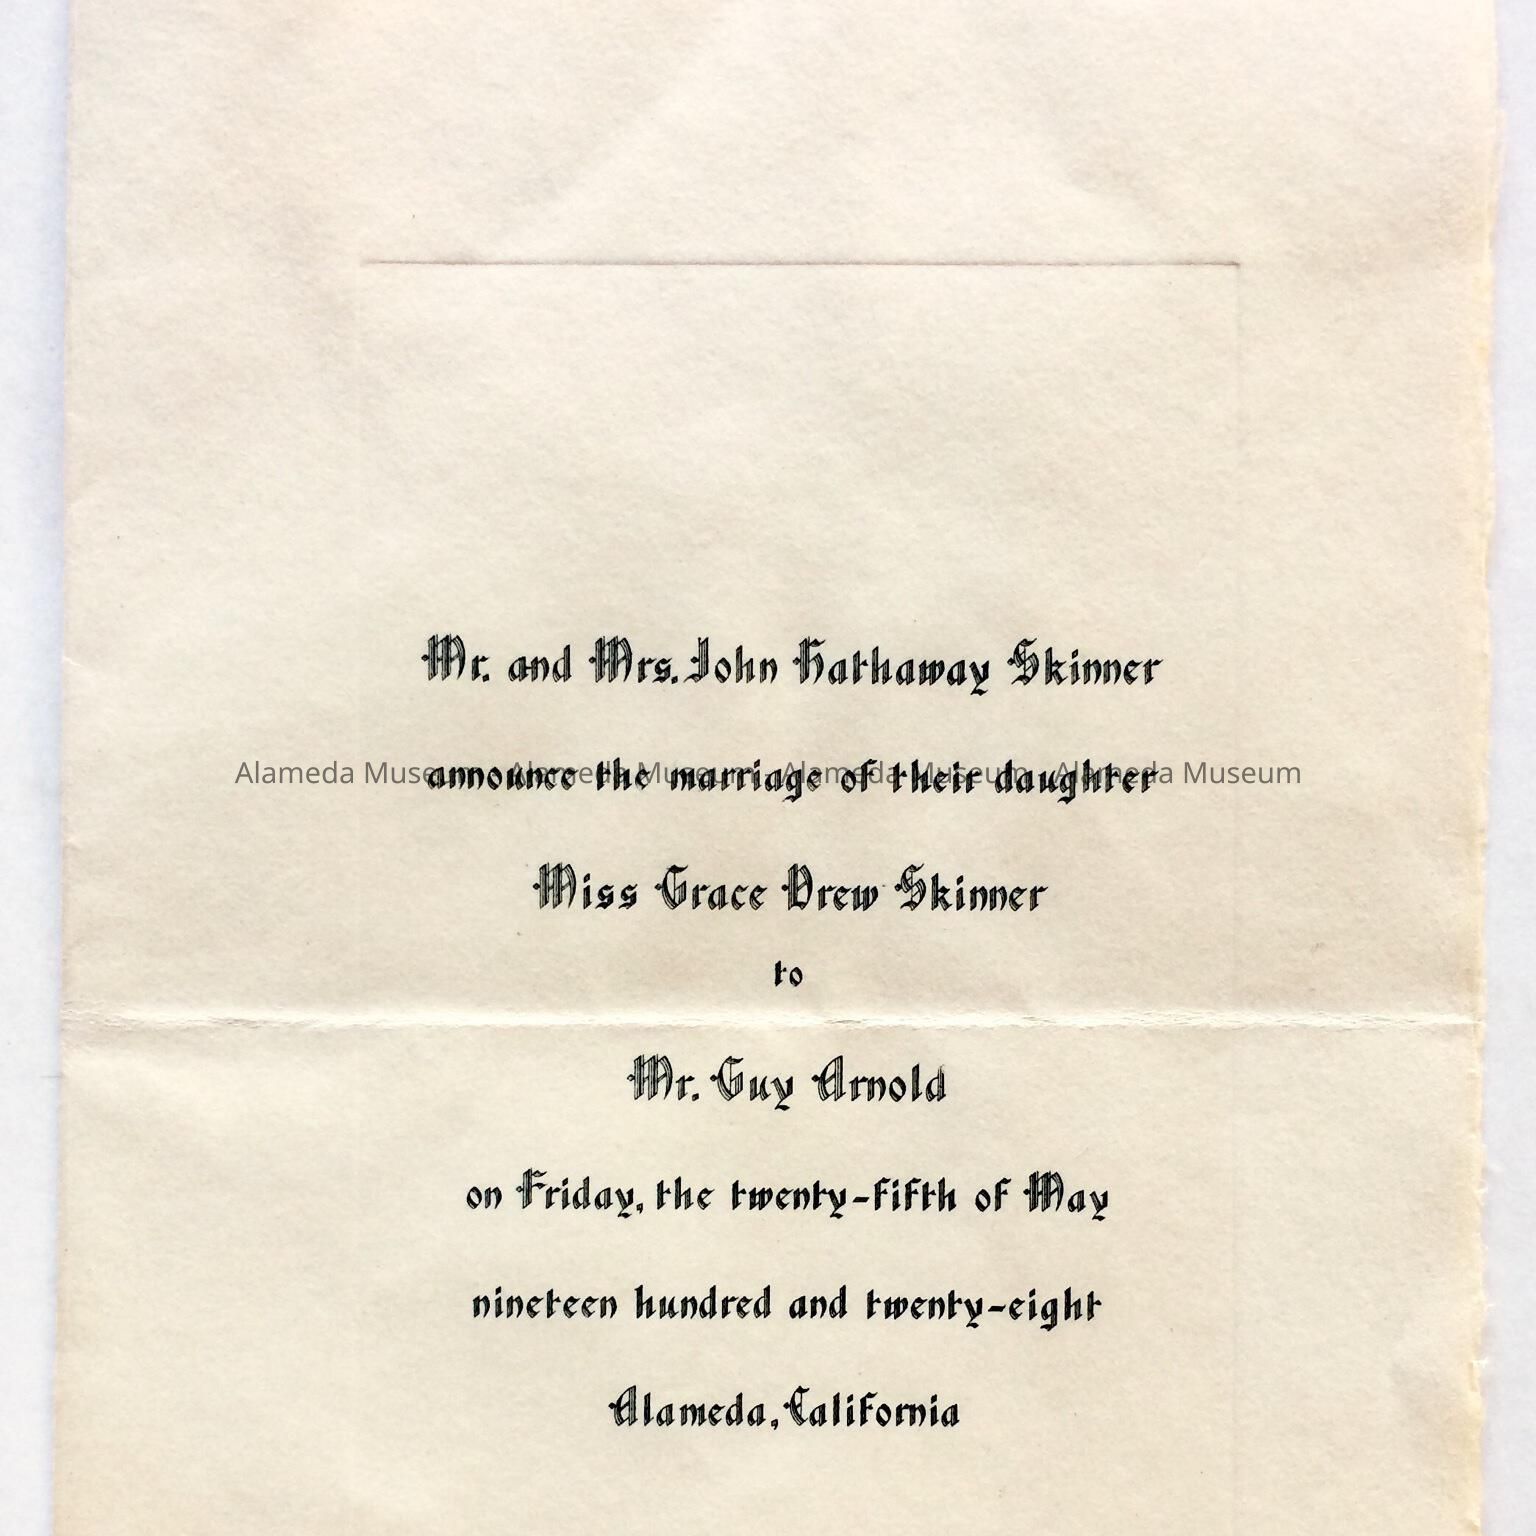 Mr. and Mrs. John Hathaway Skinner
announce the marriage of their daughter
Alameda Museum - Alameda Museum - Alameda Museum - Alameda Museum
Miss Grace Drew Skinner
to
Mr. Guy Arnold
on Friday, the twenty-fifth of May
nineteen hundred and twenty-eight
Alameda, California